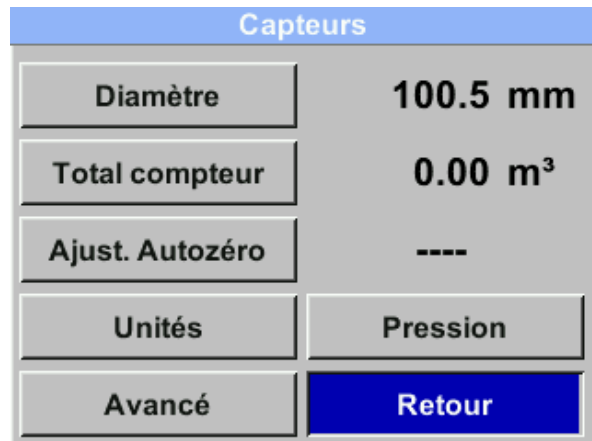 Capteurs
Diamètre 100.5 mm
Total compteur 0.00 m³
Ajust. Autozéro ----
Unités Pression
Avancé Retour